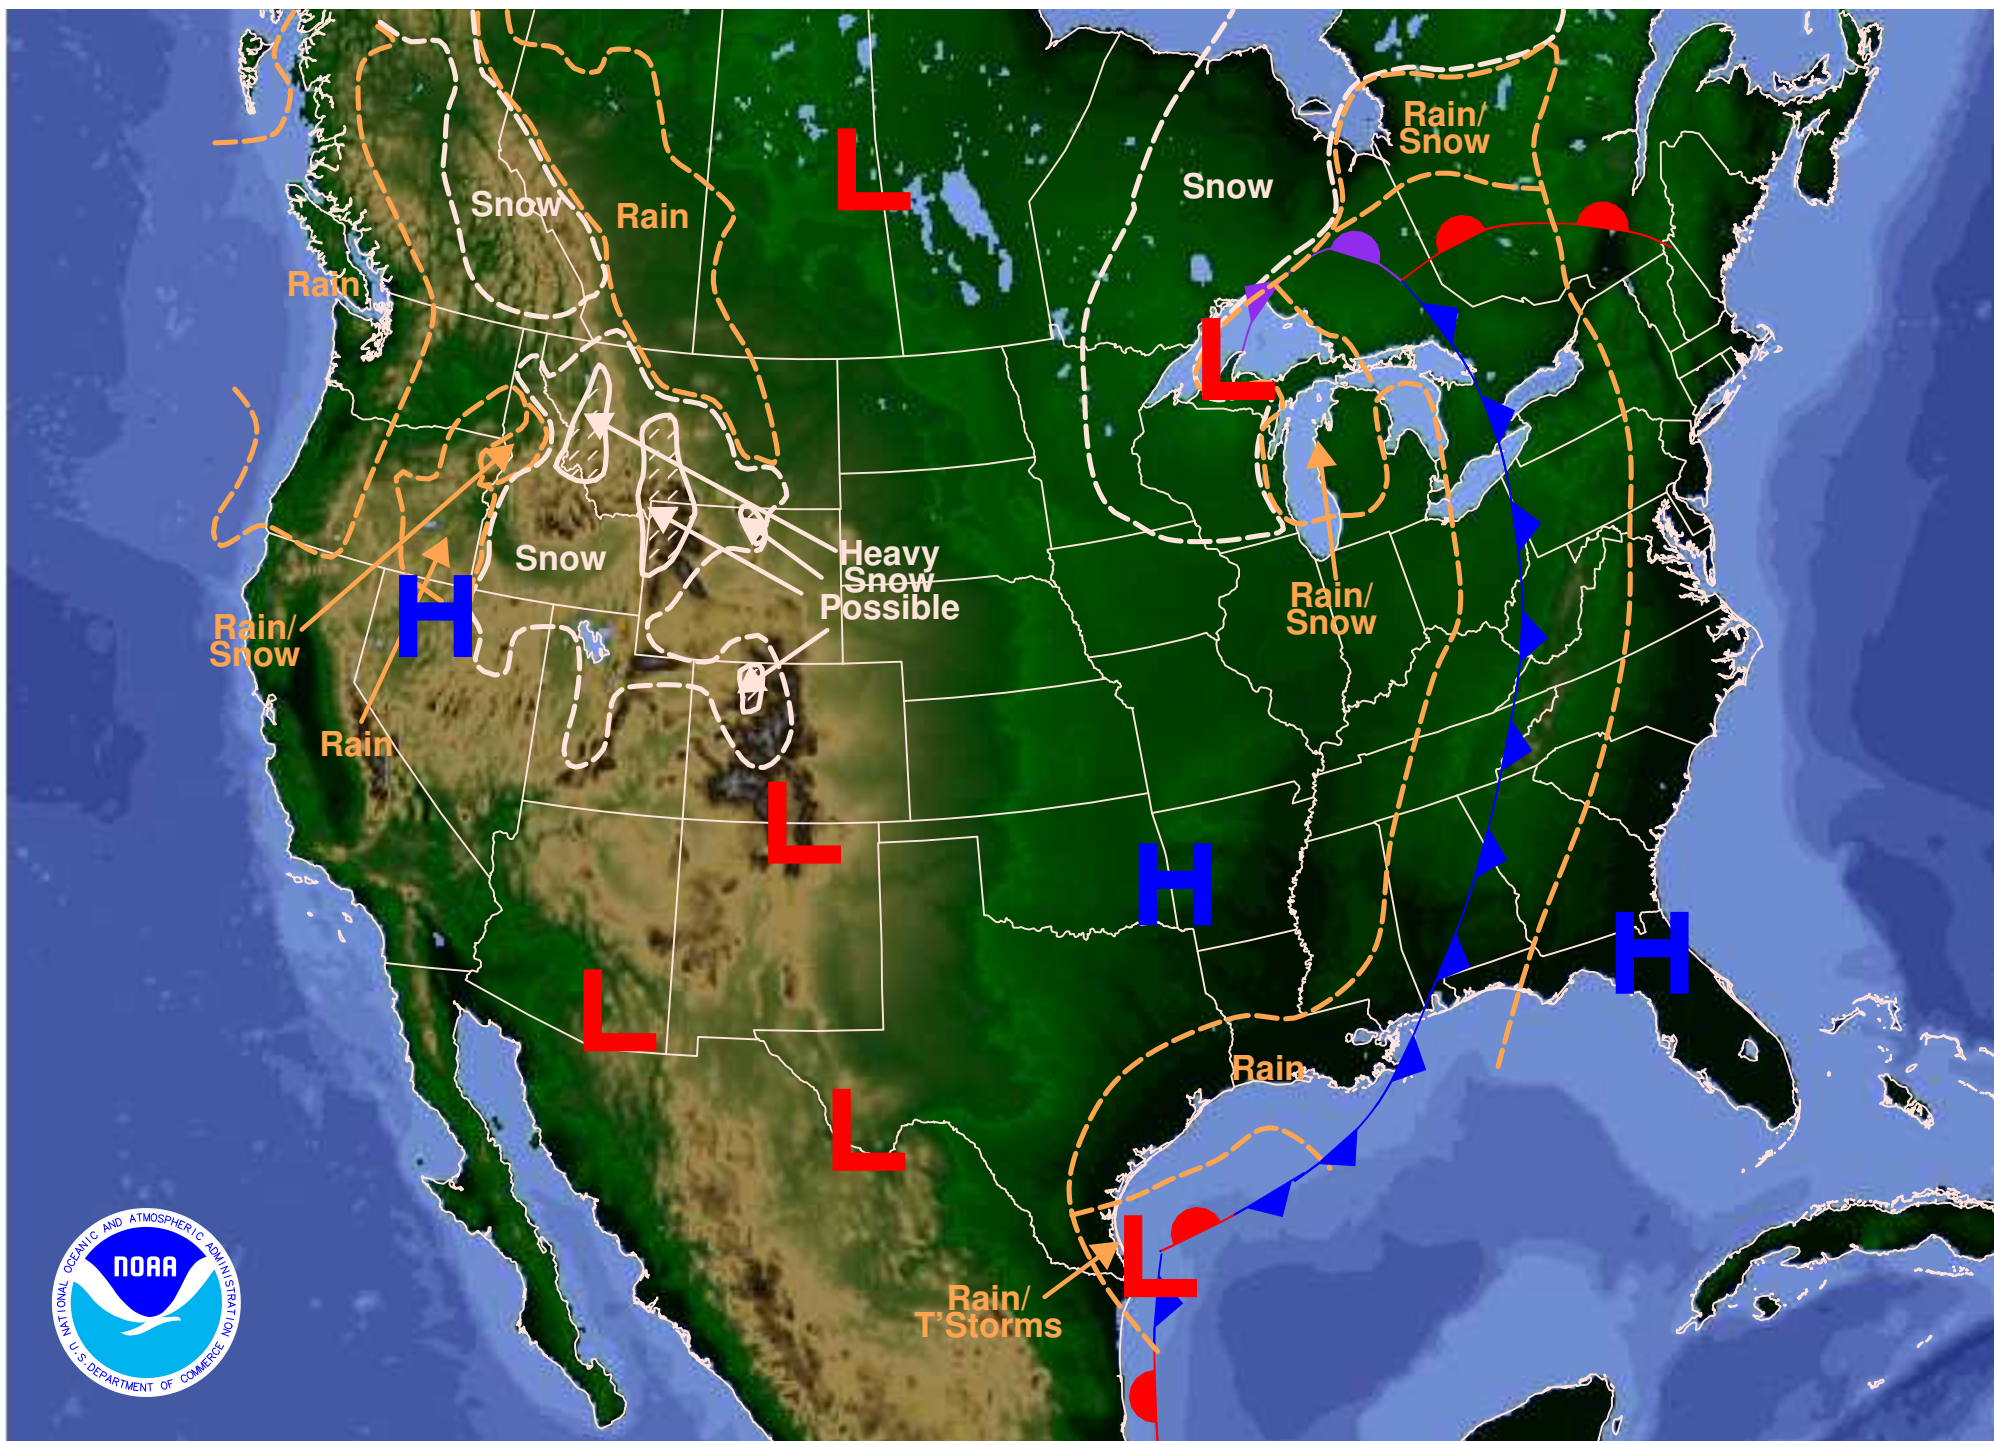 Rain/
Snow
Snow
Snow
Rain
Rain
L
L
Heavy
Snow
Possible
Snow
H
Rain/
Snow
Rain/
Snow
Rain
L
H
H
L
Rain
L
L
Rain/
T'Storms
NATIONAL OCEANIC AND ATMOSPHERIC ADMINISTRATION
NOAA
U.S. DEPARTMENT OF COMMERCE